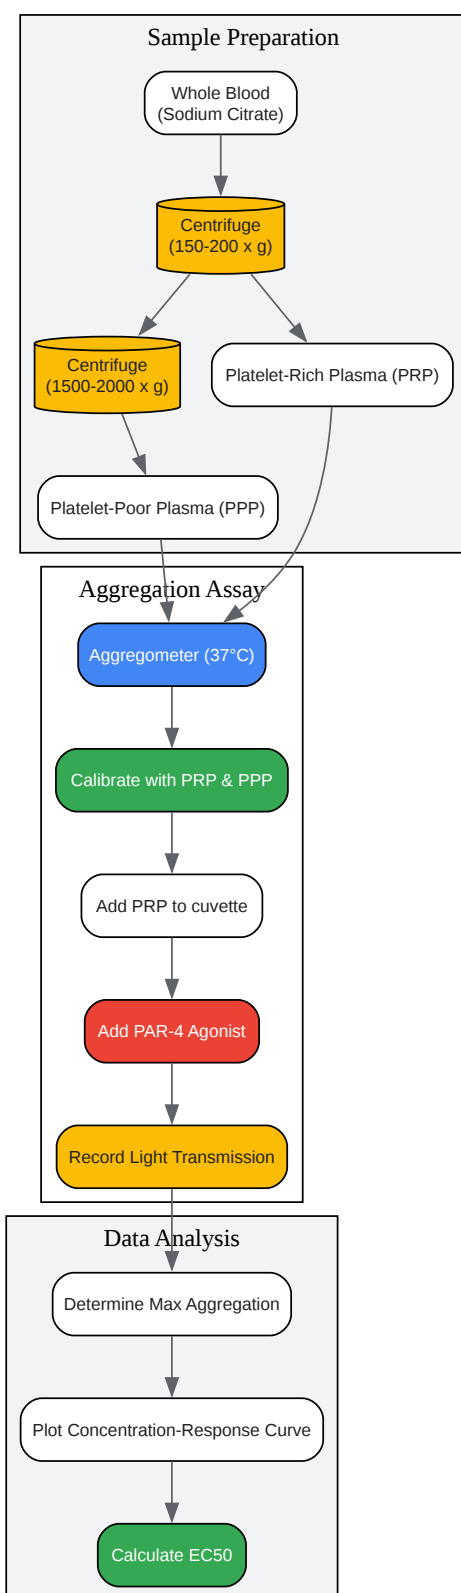 Sample Preparation
Whole Blood
(Sodium Citrate)
Centrifuge
(150-200 x g)
Centrifuge
(1500-2000 x g)
Platelet-Rich Plasma (PRP)
Platelet-Poor Plasma (PPP)
Aggregation Assay
Aggregometer (37°C)
Calibrate with PRP & PPP
Add PRP to cuvette
Add PAR-4 Agonist
Record Light Transmission
Data Analysis
Determine Max Aggregation
Plot Concentration-Response Curve
Calculate EC50